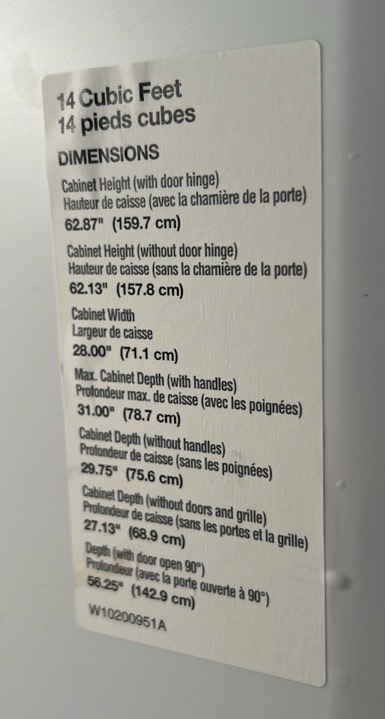 14 Cubic Feet
14 pieds cubes
DIMENSIONS
Cabinet Height (with door hinge)
Hauteur de caisse (avec la charnière de la porte)
62.87" (159.7 cm)
Cabinet Height (without door hinge)
Hauteur de caisse (sans la charnière de la porte)
62.13" (157.8 cm)
Cabinet Width
Largeur de caisse
28.00" (71.1 cm)
Max. Cabinet Depth (with handles)
Profondeur max. de caisse (avec les poignées)
31.00" (78.7 cm)
Cabinet Depth (without handles)
Profondeur de caisse (sans les poignées)
29.75" (75.6 cm)
Cabinet Depth (without doors and grille)
Profondeur de caisse (sans les portes et la grille)
27.13" (68.9 cm)
Depth (with door open 90°)
Profondeur (avec la porte ouverte à 90°)
56.25" (142.9 cm)
W10200951A